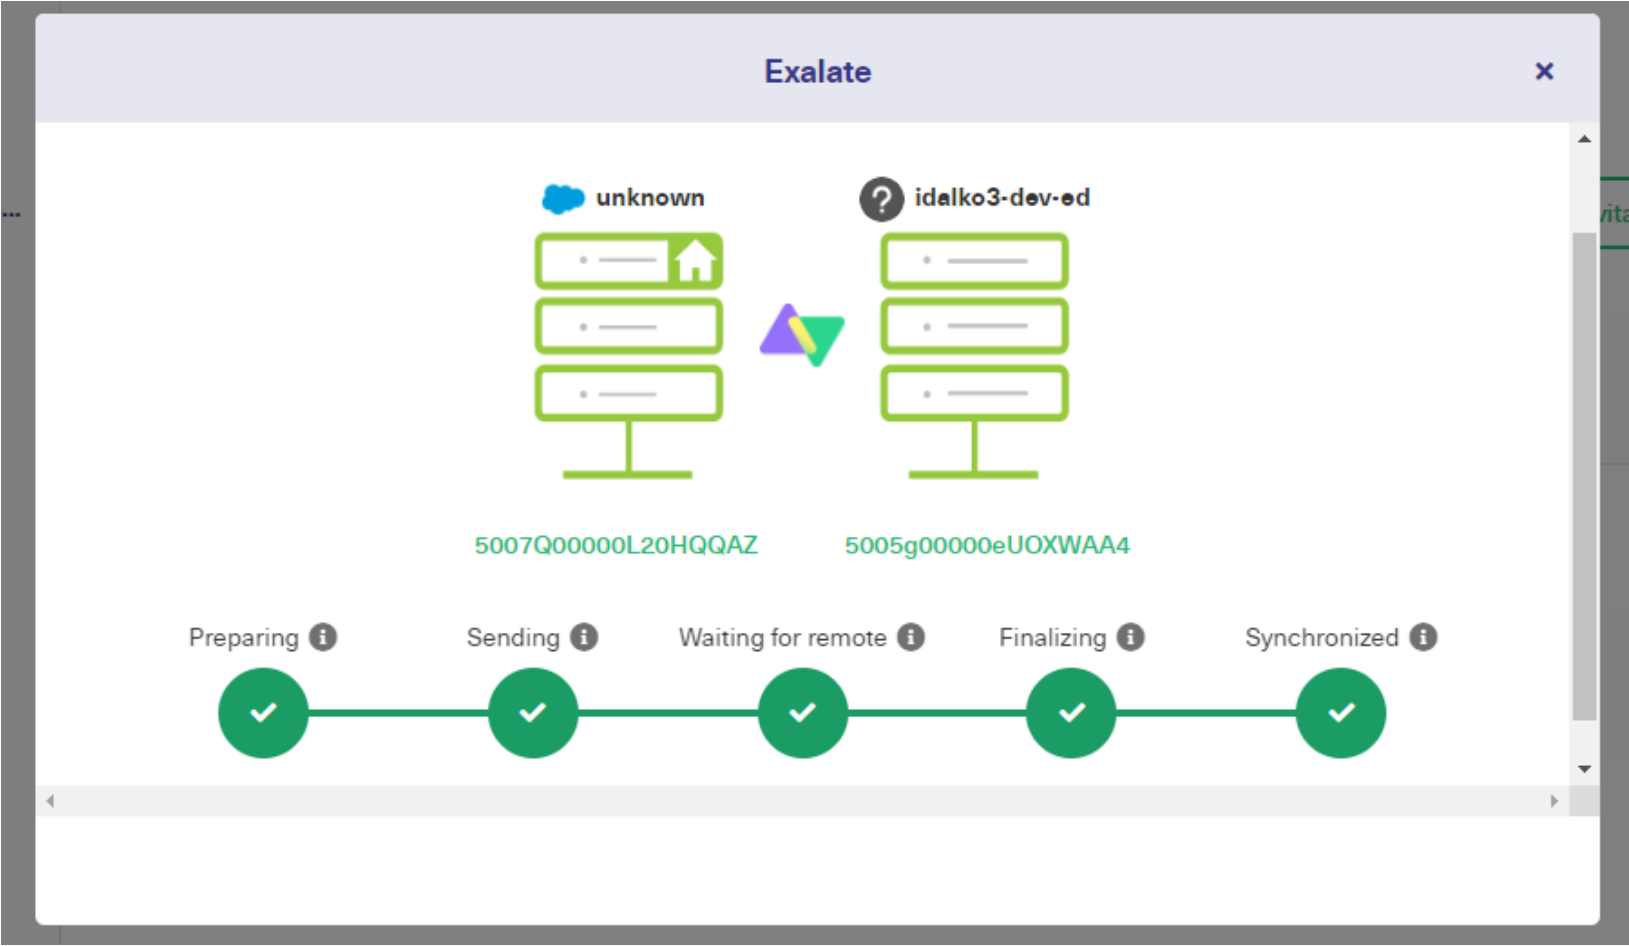 Exalate
unknown
idalko3-dev-ed
5007Q00000L20HQQAZ
5005g00000eUOXWAA4
Preparing
Sending
Waiting for remote
Finalizing
Synchronized